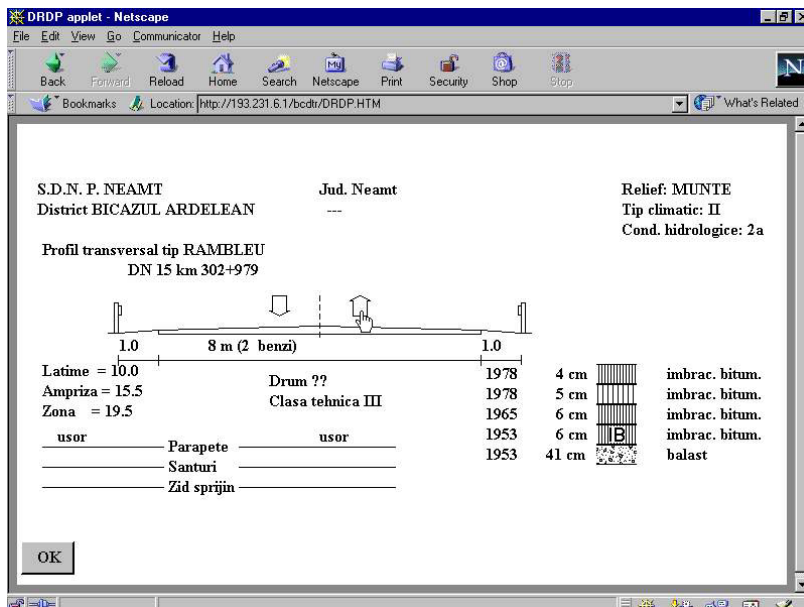 DRDP applet - Netscape
File Edit View Go Communicator Help
My
N
Back Forward Reload Home Search Netscape Print Security Shop Stop
Bookmarks Location: http://193.231.6.1/bcdtr/DRDP.HTM What's Related
S.D.N. P. NEAMT Jud. Neamt Relief: MUNTE
District BICAZUL ARDELEAN --- Tip climatic: II
Cond. hidrologice: 2a
Profil transversal tip RAMBLEU
DN 15 km 302+979
1.0 8 m (2 benzi) 1.0
Latime = 10.0
Ampriza = 15.5
Zona = 19.5
Drum ??
Clasa tehnica III
1978 4 cm imbrac. bitum.
1978 5 cm imbrac. bitum.
1965 6 cm imbrac. bitum.
1953 6 cm IB imbrac. bitum.
1953 41 cm balast
usor Parapete usor
Santuri
Zid sprijin
OK